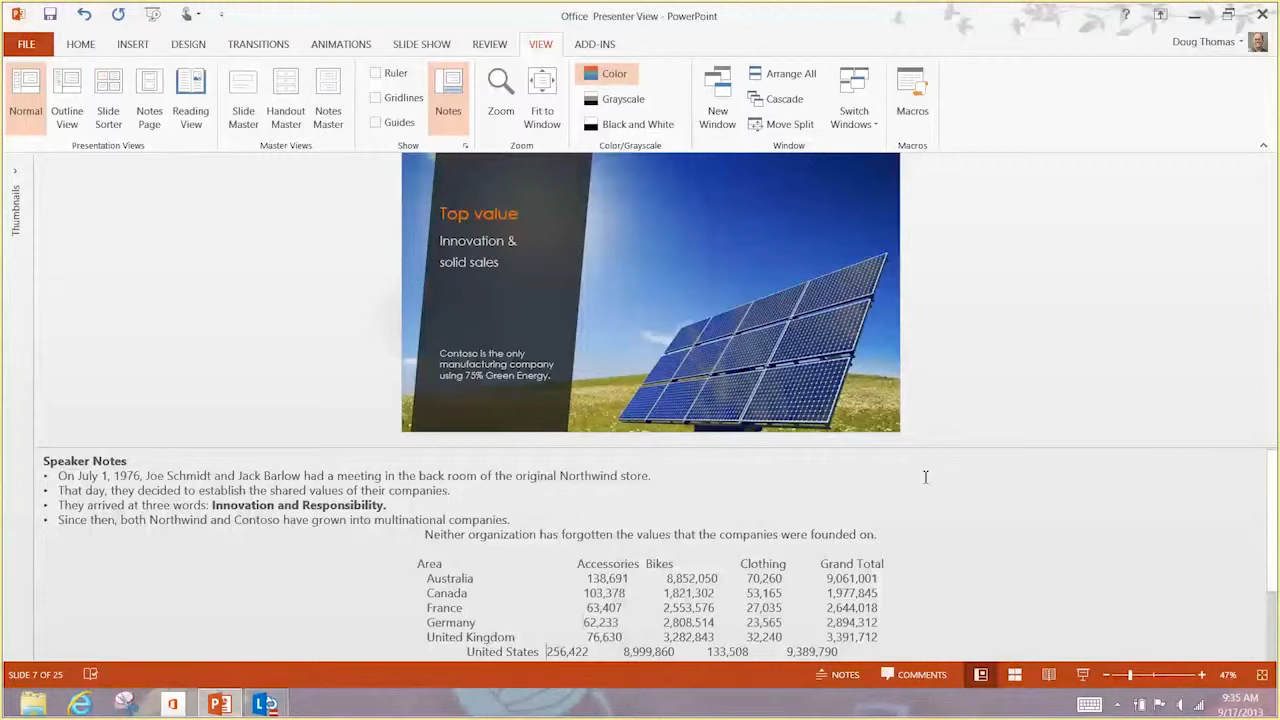 Office Presenter View - PowerPoint
?
FILE HOME INSERT DESIGN TRANSITIONS ANIMATIONS SLIDE SHOW REVIEW VIEW ADD-INS
Doug Thomas
Normal
Outline View
Slide Sorter
Notes Page
Reading View
Presentation Views
Slide Master
Handout Master
Notes Master
Master Views
Ruler
Gridlines
Guides
Notes
Show
Zoom
Fit to Window
Zoom
Color
Grayscale
Black and White
Color/Grayscale
New Window
Arrange All
Cascade
Move Split
Switch Windows
Window
Macros
Macros
Thumbnails
Top value
Innovation &
solid sales
Contoso is the only
manufacturing company
using 75% Green Energy.
Speaker Notes
• On July 1, 1976, Joe Schmidt and Jack Barlow had a meeting in the back room of the original Northwind store.
• That day, they decided to establish the shared values of their companies.
• They arrived at three words: Innovation and Responsibility.
• Since then, both Northwind and Contoso have grown into multinational companies.
Neither organization has forgotten the values that the companies were founded on.
Area Accessories Bikes Clothing Grand Total
Australia 138,691 8,852,050 70,260 9,061,001
Canada 103,378 1,821,302 53,165 1,977,845
France 63,407 2,553,576 27,035 2,644,018
Germany 62,233 2,808,514 23,565 2,894,312
United Kingdom 76,630 3,282,843 32,240 3,391,712
United States 256,422 8,999,860 133,508 9,389,790
SLIDE 7 OF 25 NOTES COMMENTS 47%
9:35 AM
9/17/2013